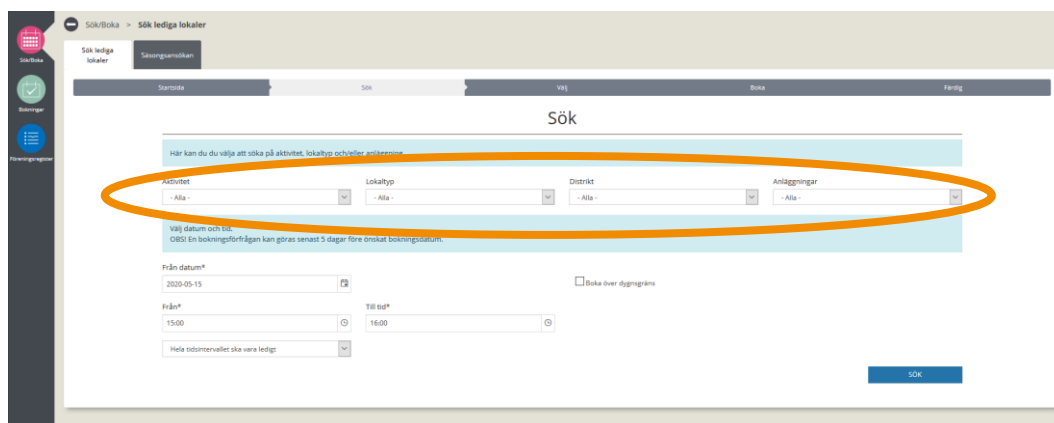 Sök/Boka > Sök lediga lokaler
Sök/Boka
Bokningar
Föreningsregister
Sök lediga
lokaler
Säsongsansökan
Startsida Sök Välj Boka Färdig
Sök
Här kan du du välja att söka på aktivitet, lokaltyp och/eller anläggning.
Aktivitet Lokaltyp Distrikt Anläggningar
- Alla - - Alla - - Alla - - Alla -
Välj datum och tid.
OBS! En bokningsförfrågan kan göras senast 5 dagar före önskat bokningsdatum.
Från datum*
2020-05-15 Boka över dygnsgräns
Från* Till tid*
15:00 16:00
Hela tidsintervallet ska vara ledigt
SÖK